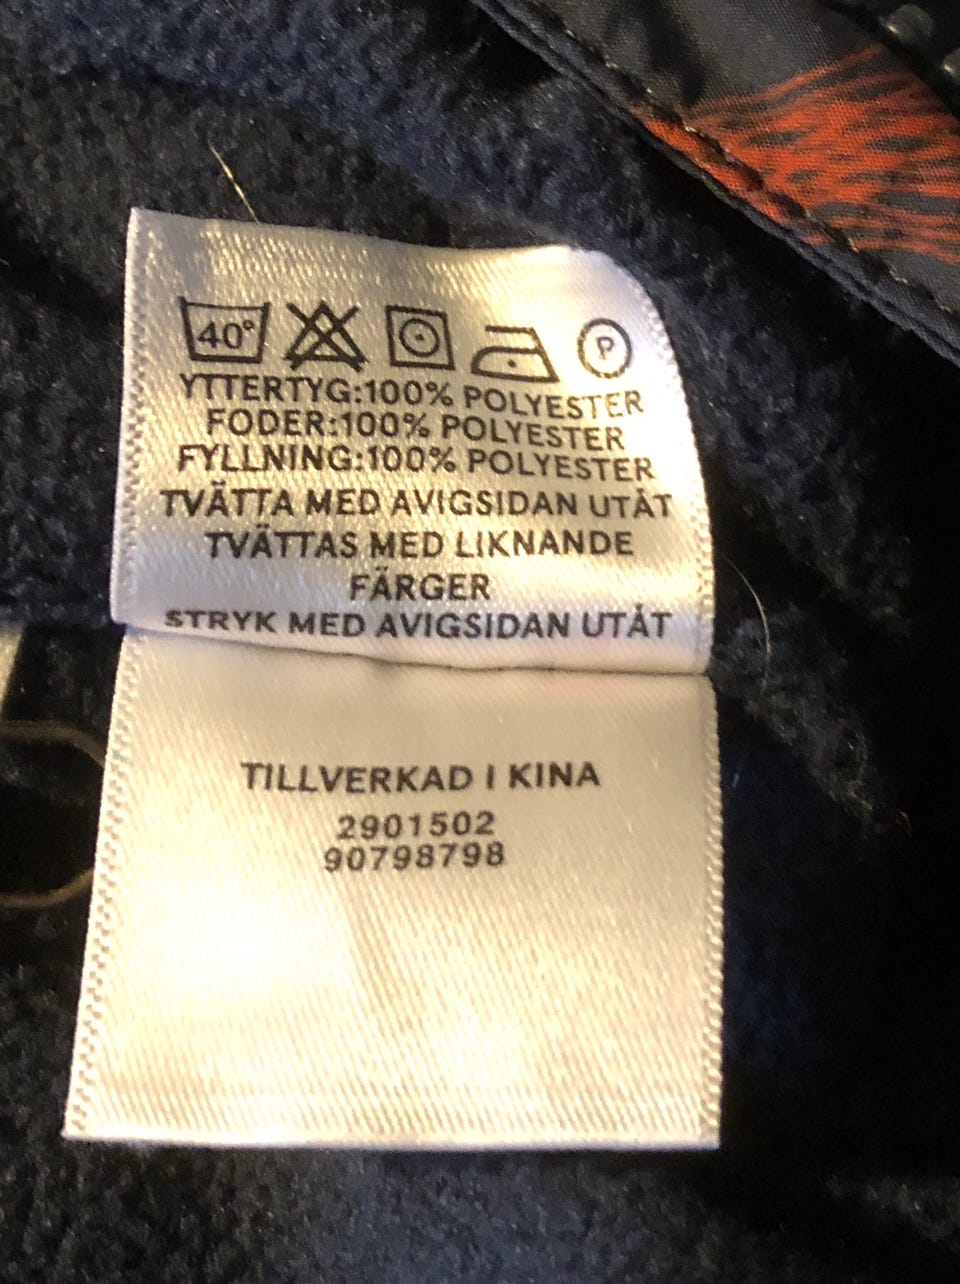 40°
P
YTTERTYG:100% POLYESTER
FODER:100% POLYESTER
FYLLNING:100% POLYESTER
TVÄTTA MED AVIGSIDAN UTÅT
TVÄTTAS MED LIKNANDE
FÄRGER
STRYK MED AVIGSIDAN UTÅT
TILLVERKAD I KINA
2901502
90798798